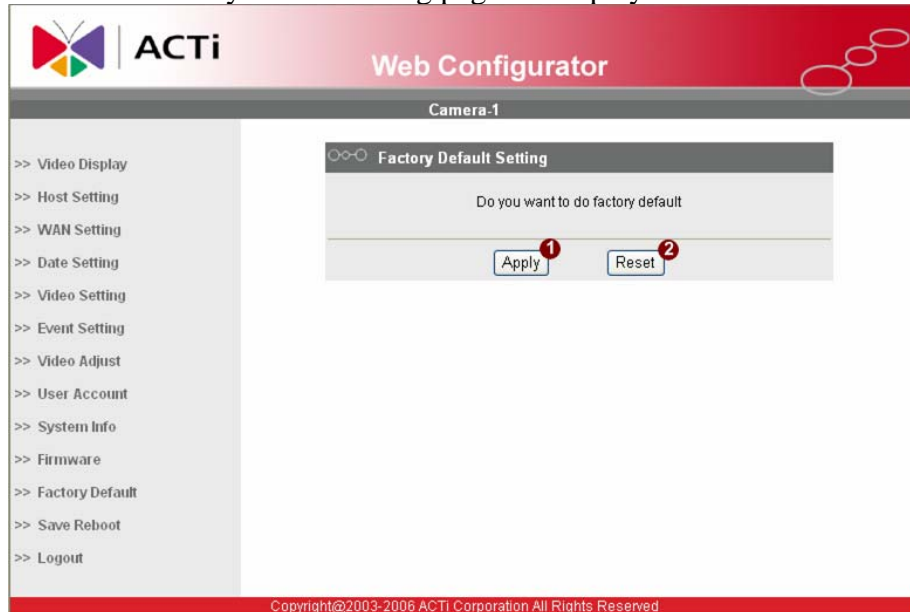 ACTi
Web Configurator
Camera-1
>> Video Display
>> Host Setting
>> WAN Setting
>> Date Setting
>> Video Setting
>> Event Setting
>> Video Adjust
>> User Account
>> System Info
>> Firmware
>> Factory Default
>> Save Reboot
>> Logout
Factory Default Setting
Do you want to do factory default
Apply 1 Reset 2
Copyright@2003-2006 ACTi Corporation All Rights Reserved